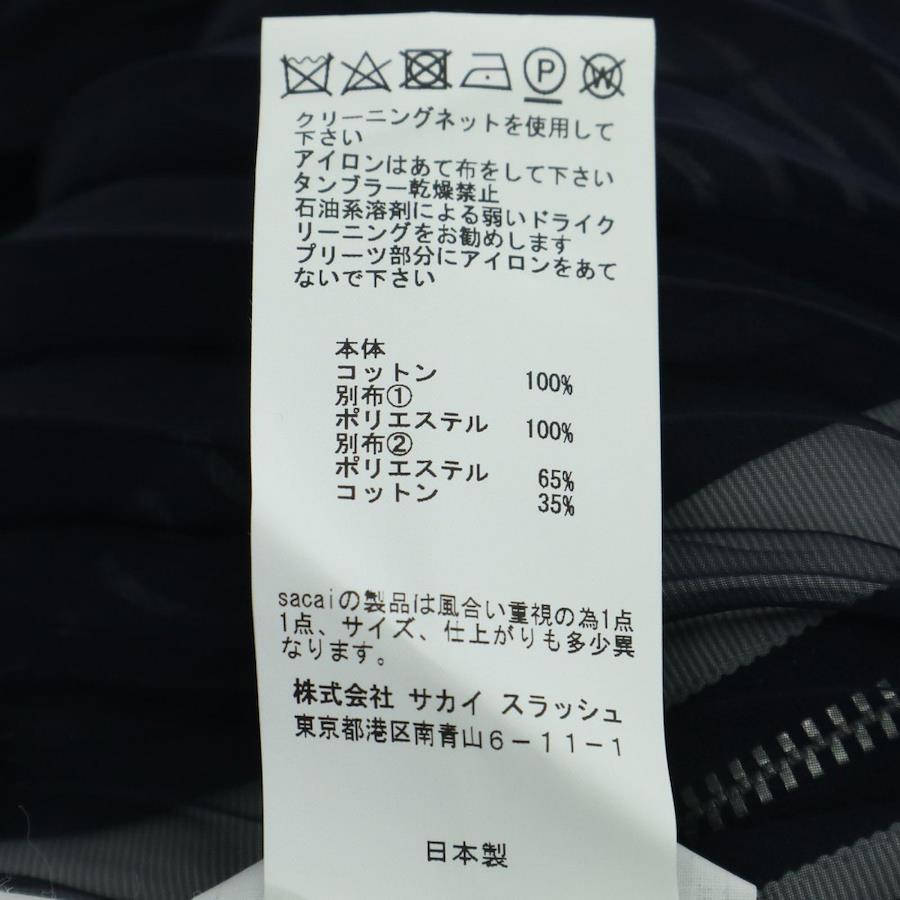 P W
クリーニングネットを使用して
下さい
アイロンはあて布をして下さい
タンブラー乾燥禁止
石油系溶剤による弱いドライク
リーニングをお勧めします
プリーツ部分にアイロンをあて
ないで下さい
本体
コットン 100%
別布①
ポリエステル 100%
別布②
ポリエステル 65%
コットン 35%
sacaiの製品は風合い重視の為1点
1点、サイズ、仕上がりも多少異
なります。
株式会社 サカイ スラッシュ
東京都港区南青山6-11-1
日本製